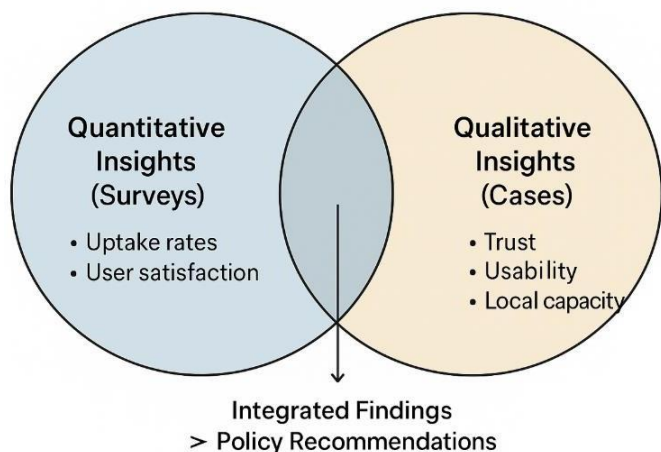 Quantitative
Insights
(Surveys)
• Uptake rates
• User satisfaction
Qualitative
Insights
(Cases)
• Trust
• Usability
• Local capacity
Integrated Findings
> Policy Recommendations